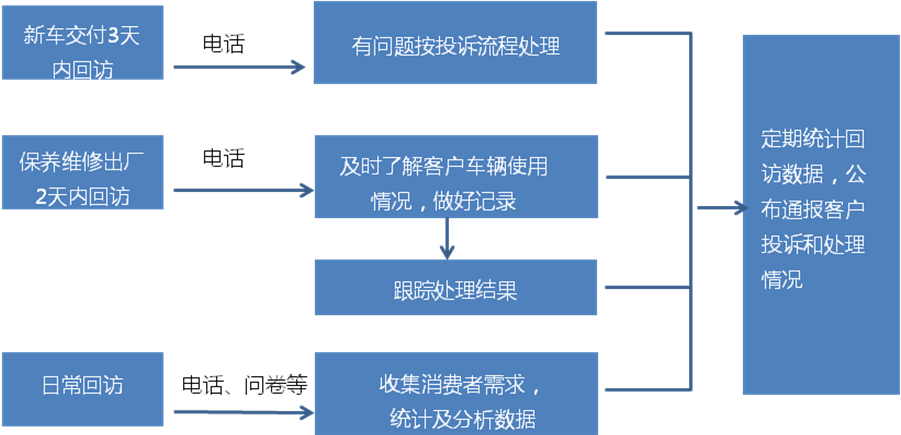 新车交付3天
内回访
电话
有问题按投诉流程处理
保养维修出厂
2天内回访
电话
及时了解客户车辆使用
情况，做好记录
跟踪处理结果
日常回访
电话、问卷等
收集消费者需求，
统计及分析数据
定期统计回
访数据，公
布通报客户
投诉和处理
情况